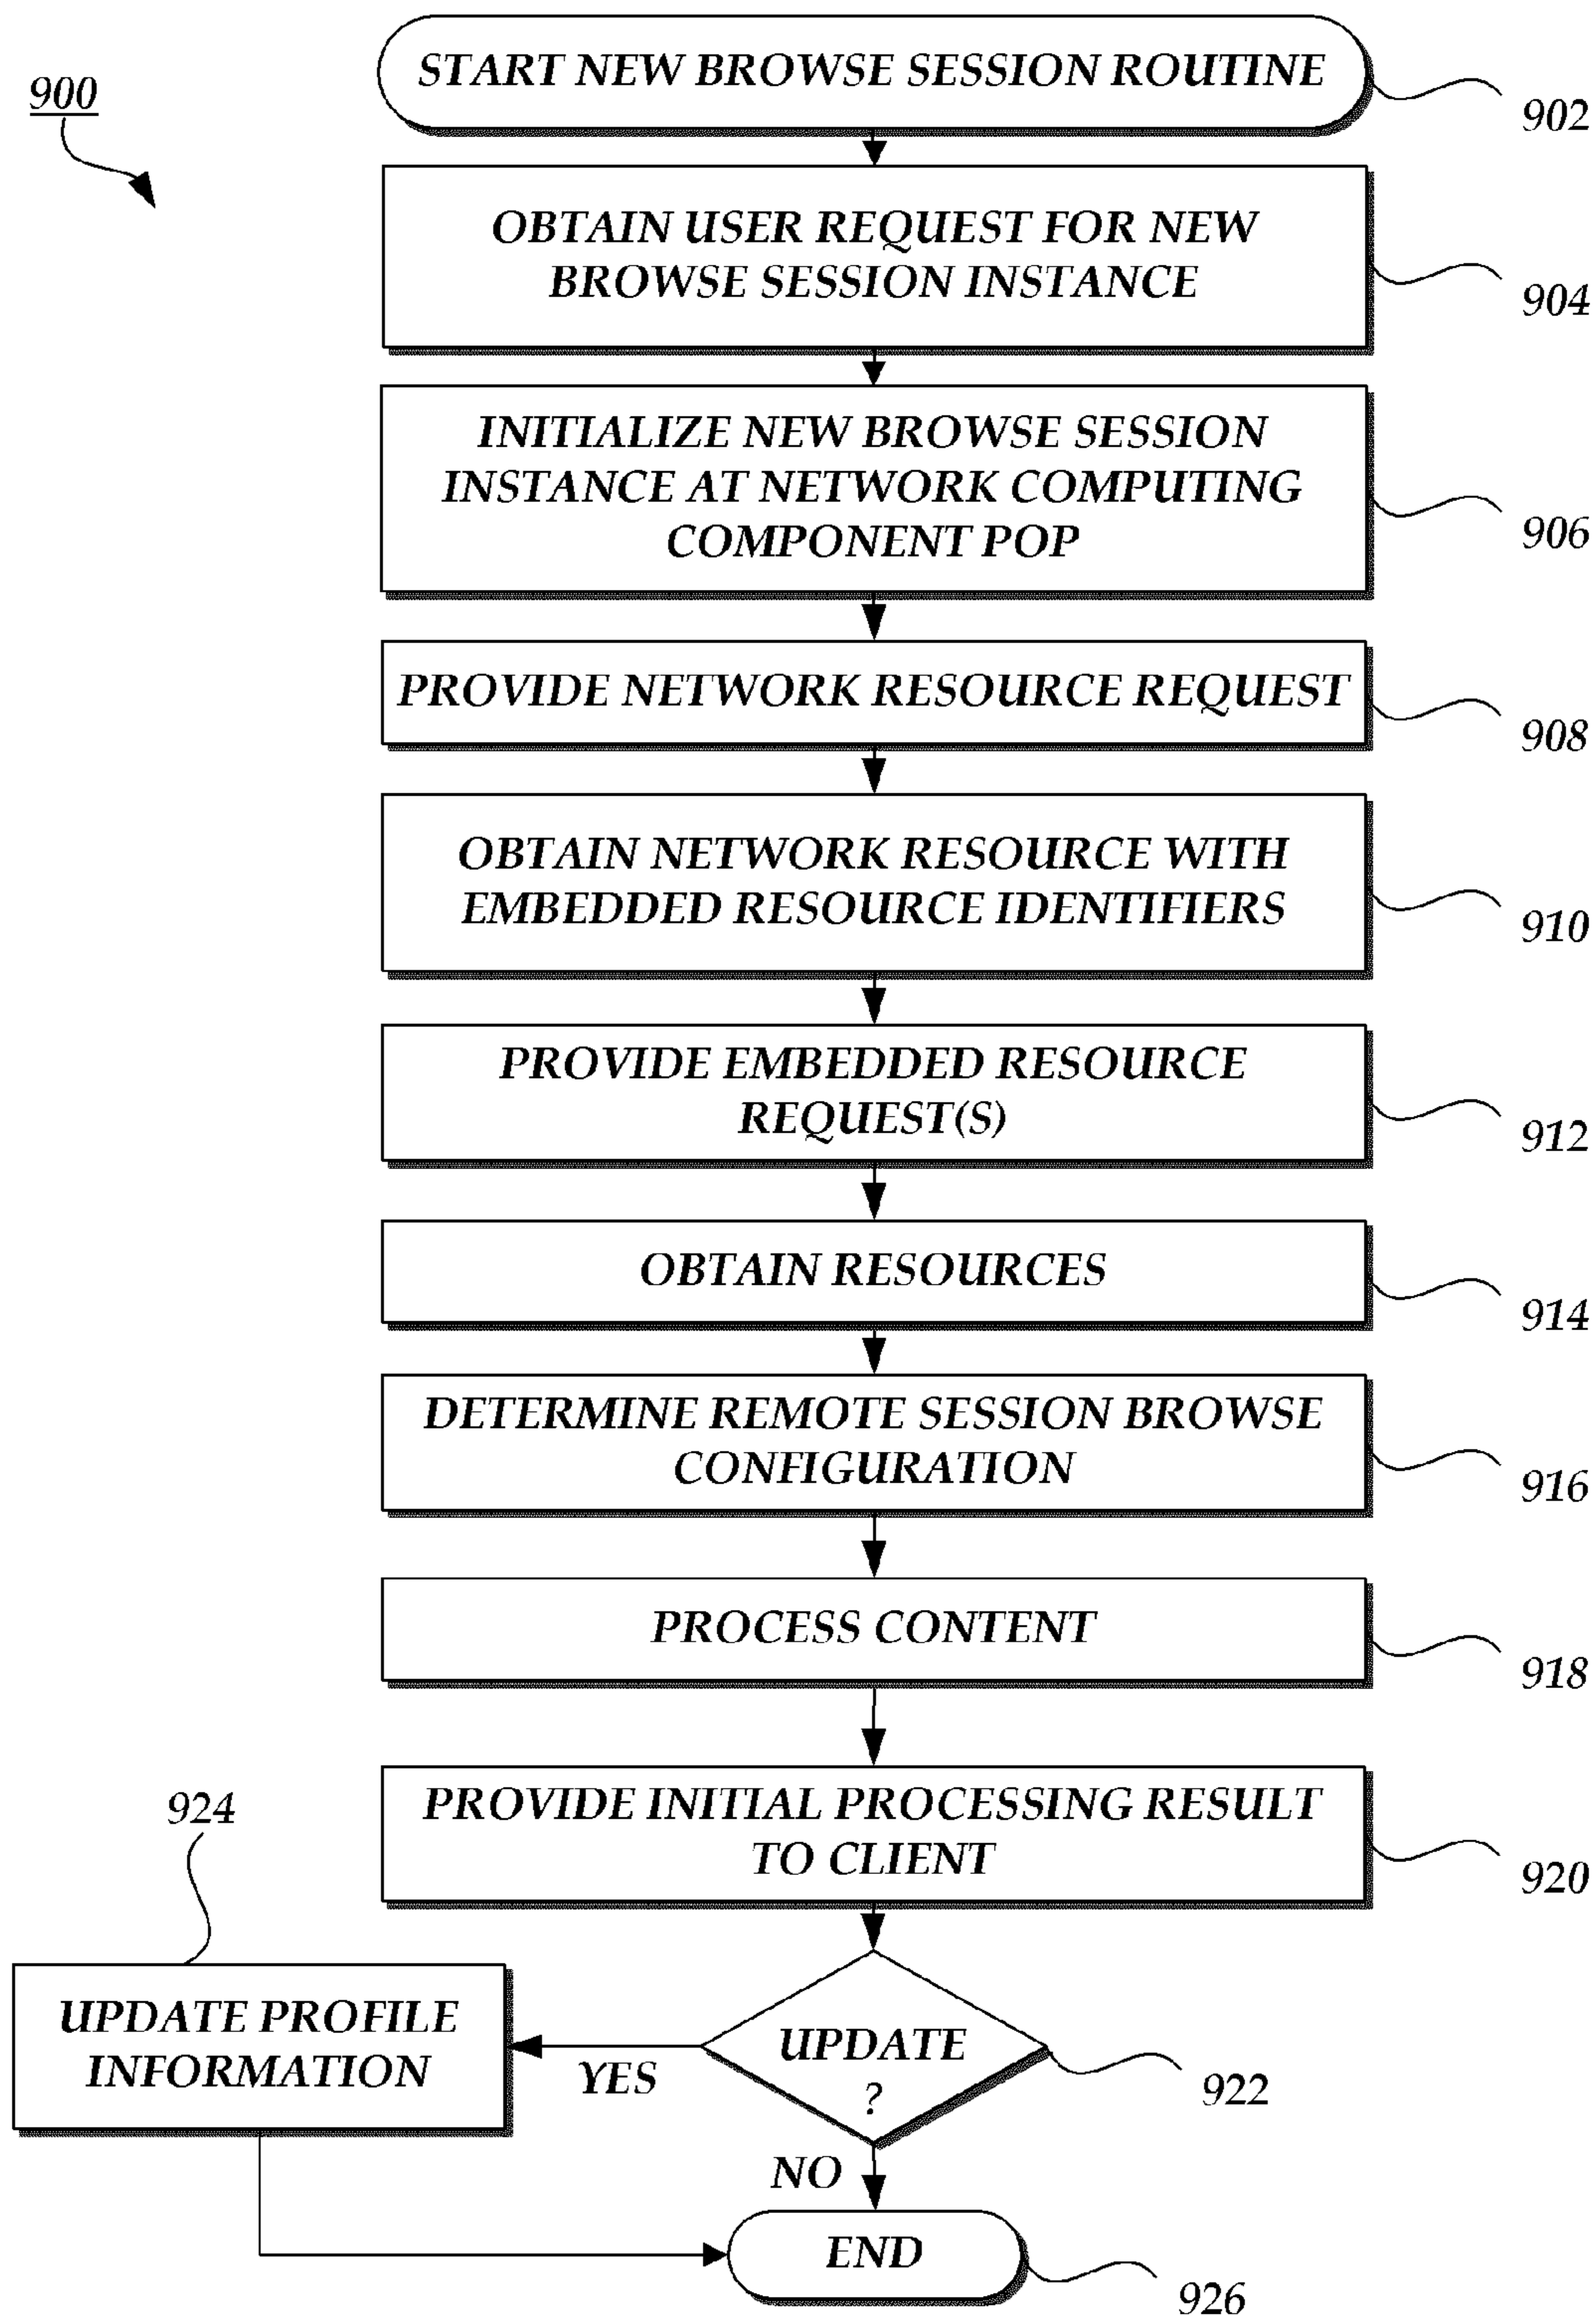 900
START NEW BROWSE SESSION ROUTINE
902
OBTAIN USER REQUEST FOR NEW
BROWSE SESSION INSTANCE
904
INITIALIZE NEW BROWSE SESSION
INSTANCE AT NETWORK COMPUTING
COMPONENT POP
906
PROVIDE NETWORK RESOURCE REQUEST
908
OBTAIN NETWORK RESOURCE WITH
EMBEDDED RESOURCE IDENTIFIERS
910
PROVIDE EMBEDDED RESOURCE
REQUEST(S)
912
OBTAIN RESOURCES
914
DETERMINE REMOTE SESSION BROWSE
CONFIGURATION
916
PROCESS CONTENT
918
PROVIDE INITIAL PROCESSING RESULT
TO CLIENT
920
924
UPDATE PROFILE
INFORMATION
YES
UPDATE
?
922
NO
END
926